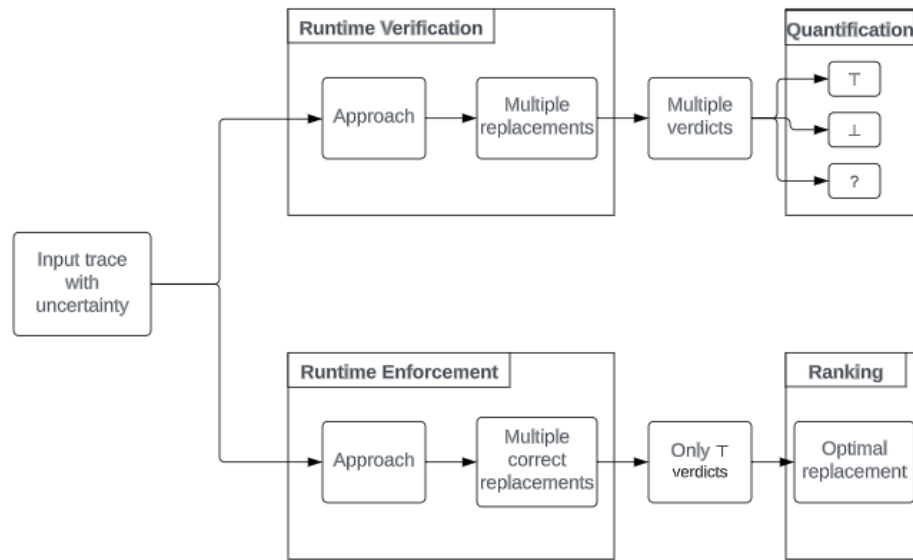 Runtime Verification
Quantification
Approach
Multiple
replacements
Multiple
verdicts
⊤
⊥
?
Input trace
with
uncertainty
Runtime Enforcement
Ranking
Approach
Multiple
correct
replacements
Only ⊤
verdicts
Optimal
replacement